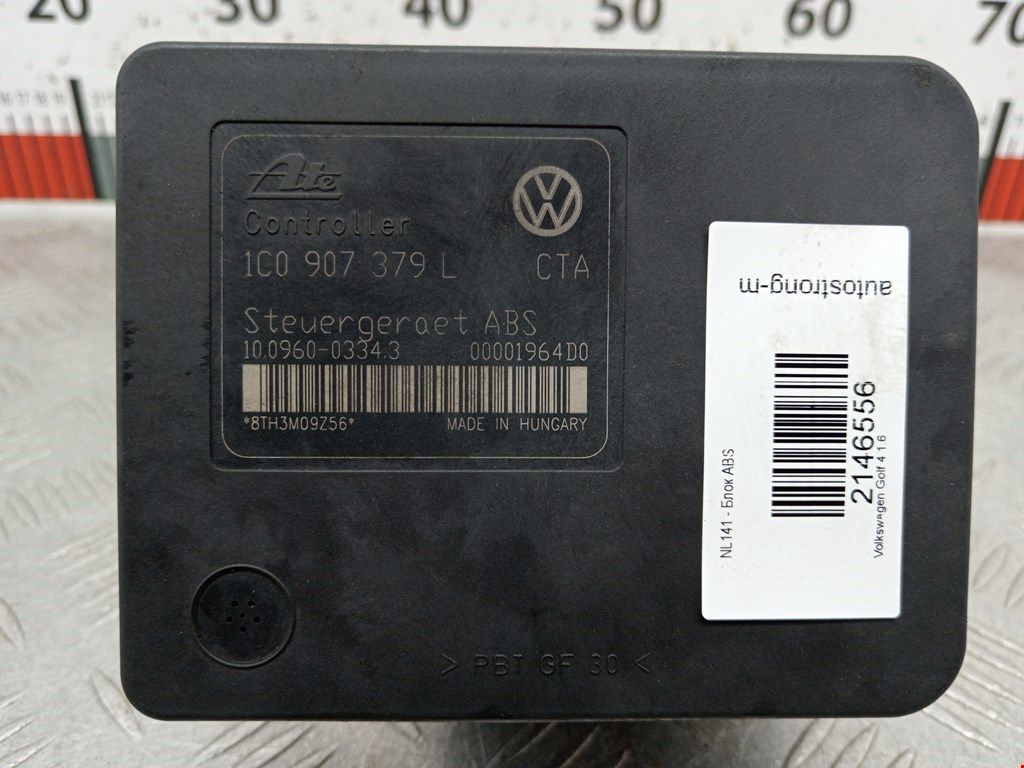 20 30 40 50 60 70
Ate
Controller
1C0 907 379 L CTA
Steuergeraet ABS
10.0960-0334.3 00001964D0
*8TH3M09Z56* MADE IN HUNGARY
> PBT GF 30 <
autostrong-m
2146556
NL141 - Блок ABS
Volkswagen Golf 4 1.6